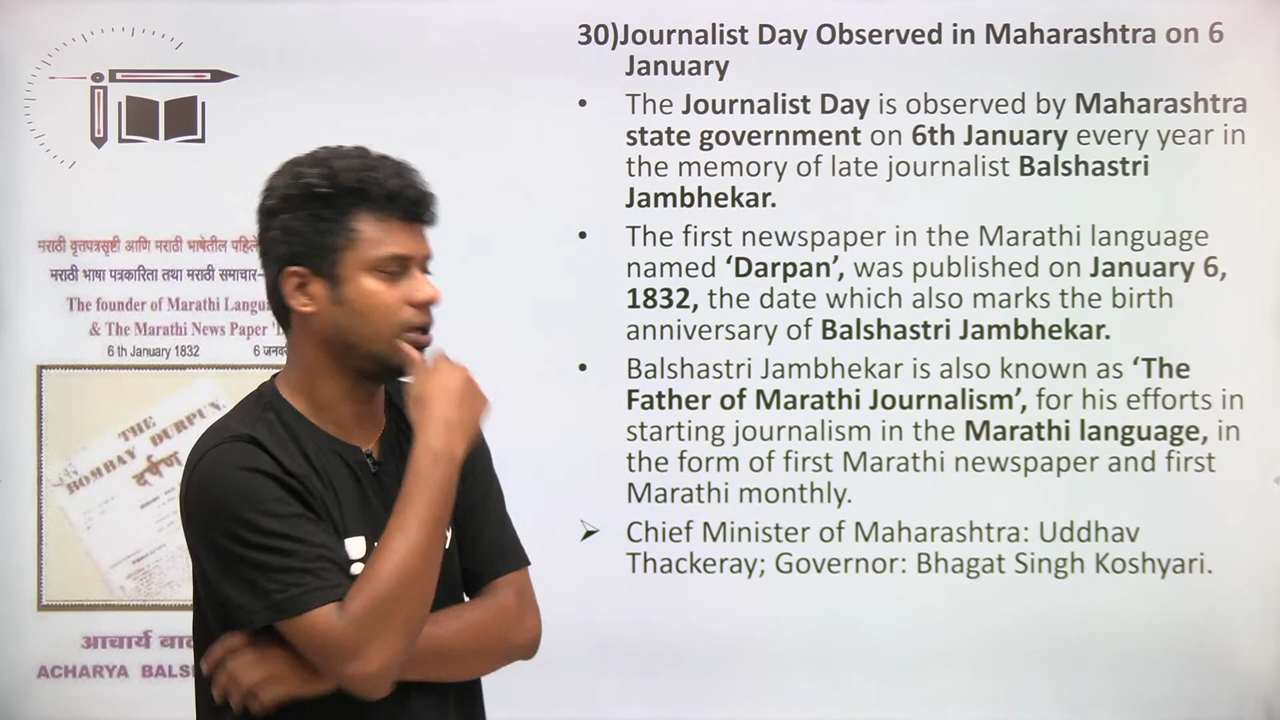 30)Journalist Day Observed in Maharashtra on 6
January
• The Journalist Day is observed by Maharashtra
state government on 6th January every year in
the memory of late journalist Balshastri
Jambhekar.
• The first newspaper in the Marathi language
named ‘Darpan’, was published on January 6,
1832, the date which also marks the birth
anniversary of Balshastri Jambhekar.
• Balshastri Jambhekar is also known as ‘The
Father of Marathi Journalism’, for his efforts in
starting journalism in the Marathi language, in
the form of first Marathi newspaper and first
Marathi monthly.
➢ Chief Minister of Maharashtra: Uddhav
Thackeray; Governor: Bhagat Singh Koshyari.
मराठी वृत्तपत्रसृष्टी आणि मराठी भाषेतील पहिले
मराठी भाषा पत्रकारिता तथा मराठी समाचार-
The founder of Marathi
& The Marathi News Paper
6 th January 1832 6
THE
BOMBAY DURPUN.
दर्पण
आचार्य
ACHARYA